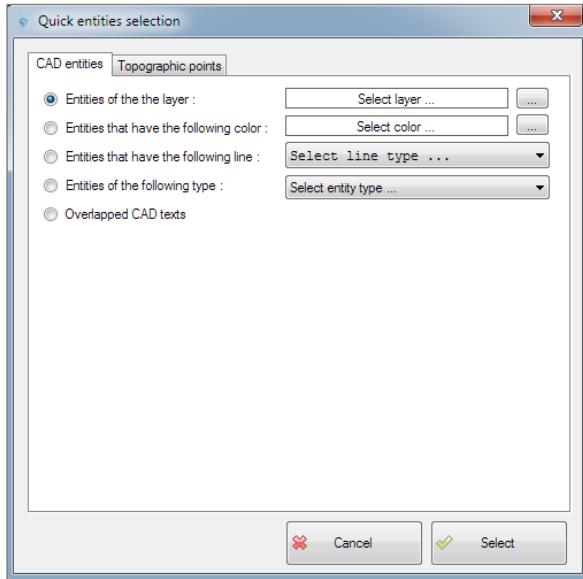 Quick entities selection
CAD entities Topographic points
Entities of the the layer : Select layer ... ...
Entities that have the following color : Select color ... ...
Entities that have the following line : Select line type ...
Entities of the following type : Select entity type ...
Overlapped CAD texts
Cancel Select